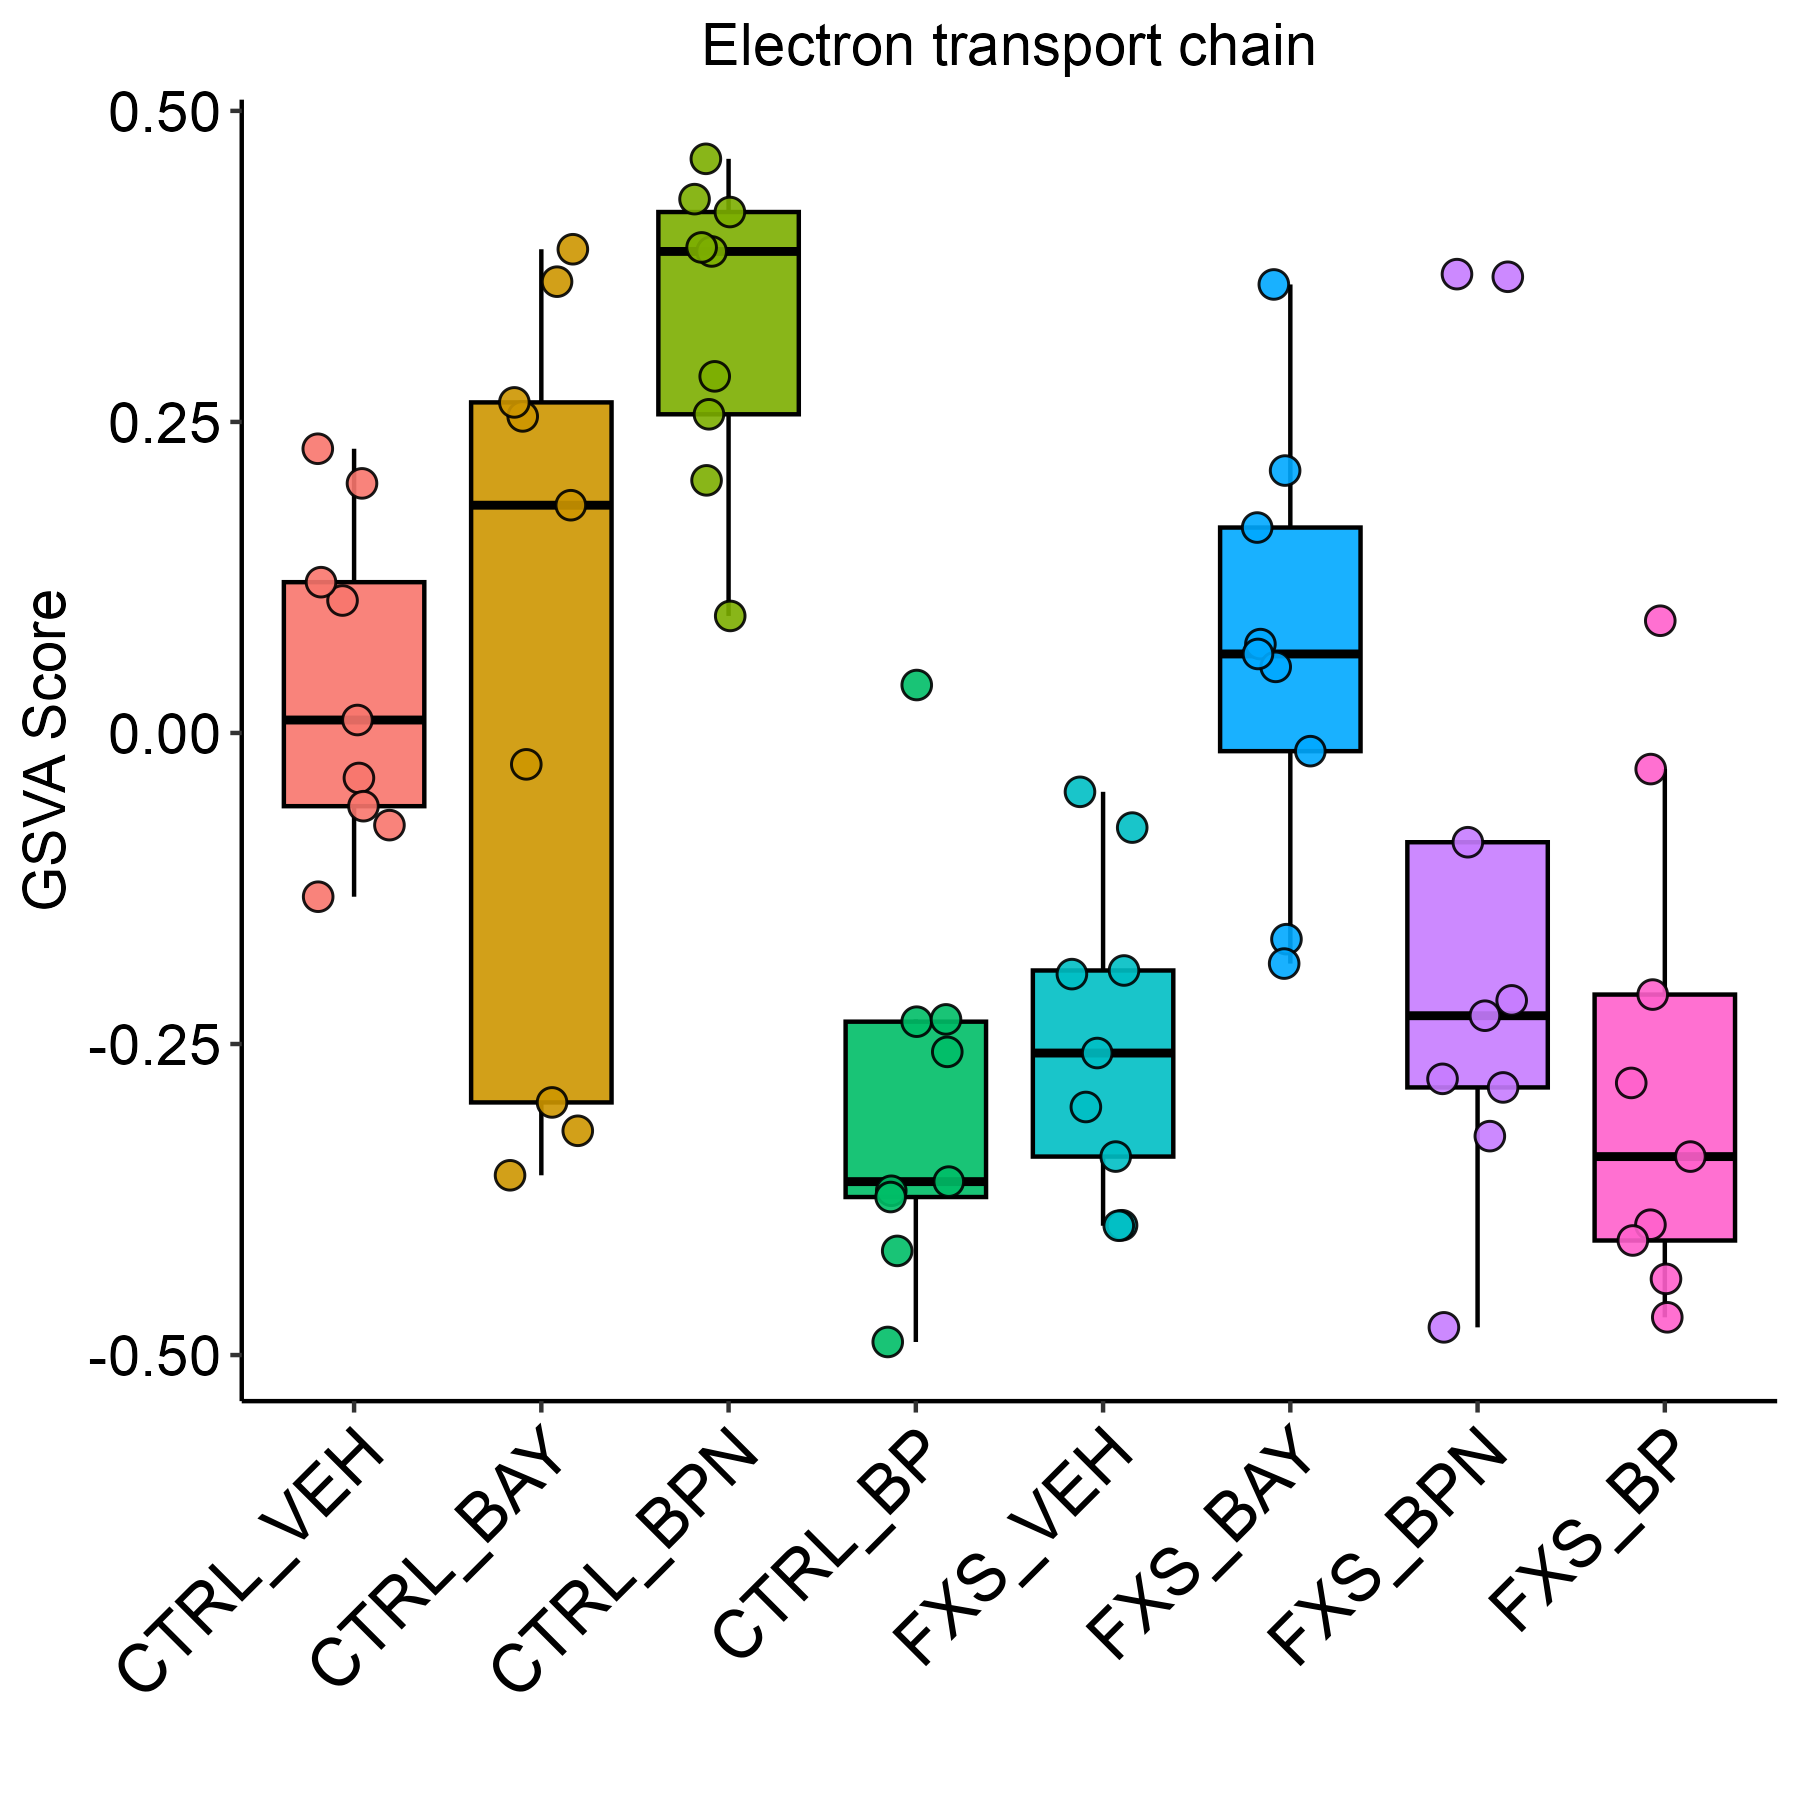 Electron transport chain
GSVA Score
0.50
0.25
0.00
-0.25
-0.50
CTRL_VEH
CTRL_BAY
CTRL_BPN
CTRL_BP
FXS_VEH
FXS_BAY
FXS_BPN
FXS_BP